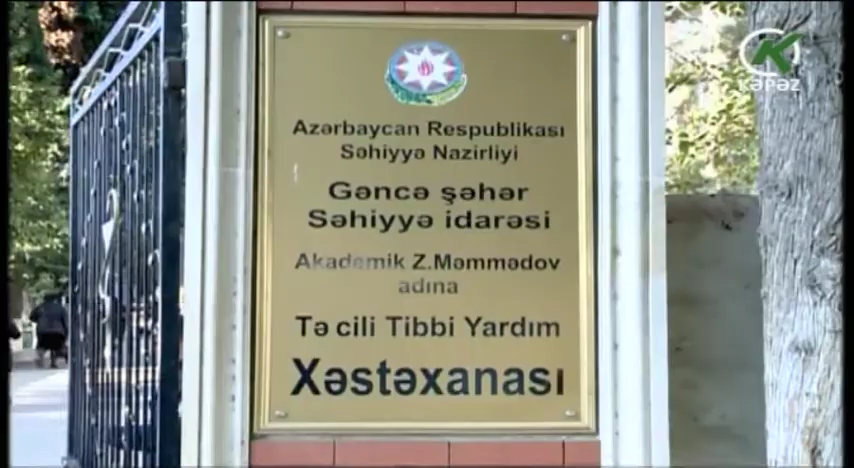 KƏPƏZ
Azərbaycan Respublikası
Səhiyyə Nazirliyi
Gəncə şəhər
Səhiyyə idarəsi
Akademik Z.Məmmədov
adına
Tə cili Tibbi Yardım
Xəstəxanası